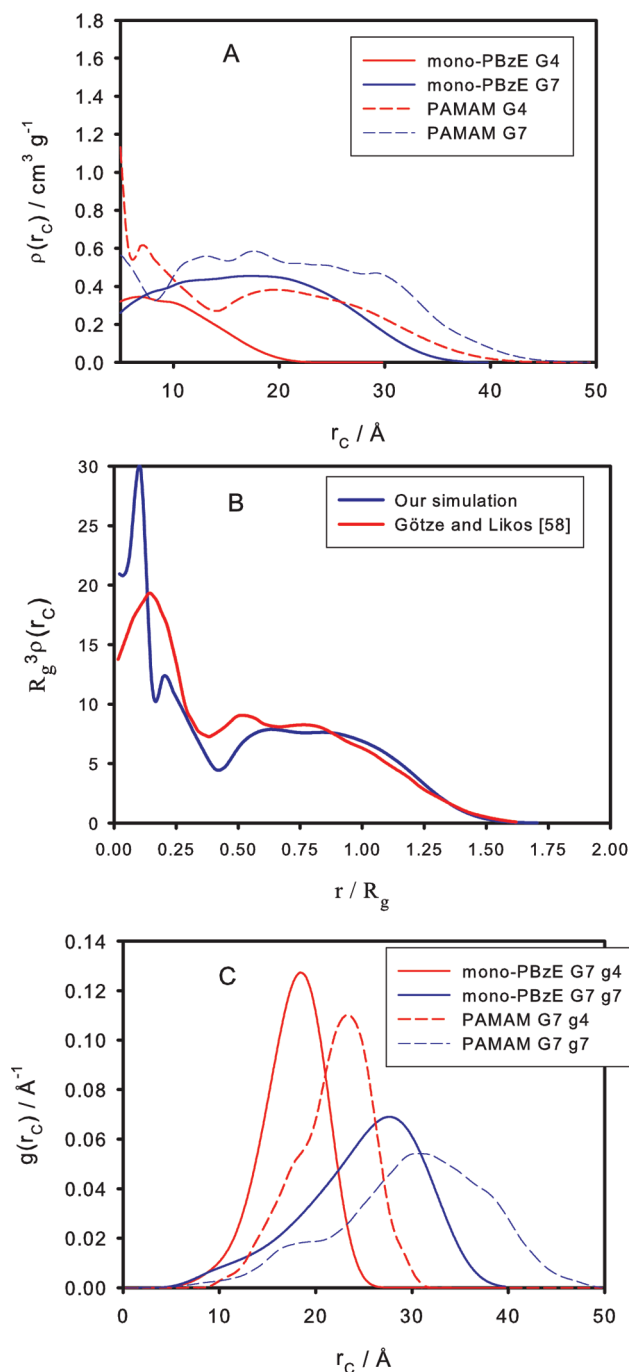 A
mono-PBzE G4
mono-PBzE G7
PAMAM G4
PAMAM G7
ρ(r_C) / cm³ g⁻¹
1.8
1.6
1.4
1.2
1.0
0.8
0.6
0.4
0.2
0.0
10 20 30 40 50
r_C / Å
B
Our simulation
Götze and Likos [58]
R_g³ρ(r_C)
30
25
20
15
10
5
0
0.00 0.25 0.50 0.75 1.00 1.25 1.50 1.75 2.00
r / R_g
C
mono-PBzE G7 g4
mono-PBzE G7 g7
PAMAM G7 g4
PAMAM G7 g7
g(r_C) / Å⁻¹
0.14
0.12
0.10
0.08
0.06
0.04
0.02
0.00
0 10 20 30 40 50
r_C / Å